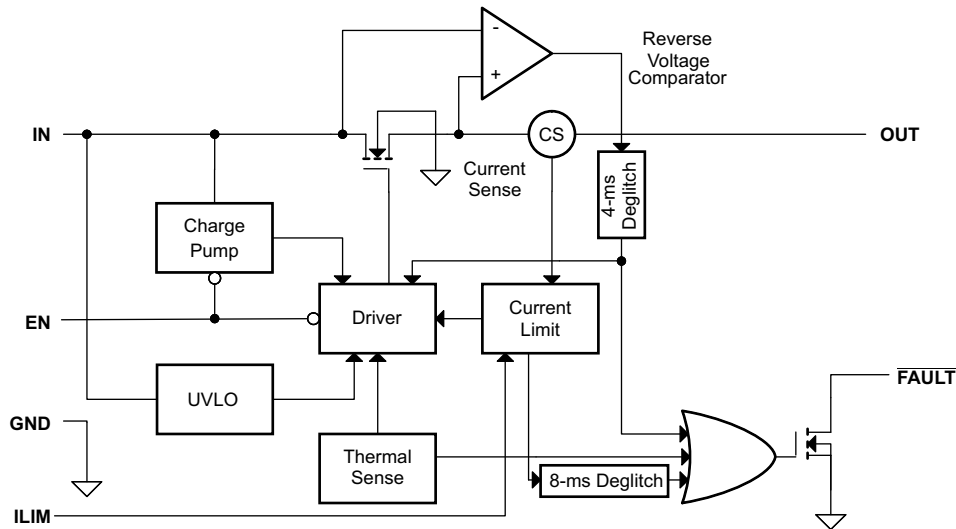 -
+
Reverse
Voltage
Comparator
IN
CS
OUT
Current
Sense
4-ms
Deglitch
Charge
Pump
EN
Driver
Current
Limit
UVLO
FAULT
GND
Thermal
Sense
8-ms Deglitch
ILIM